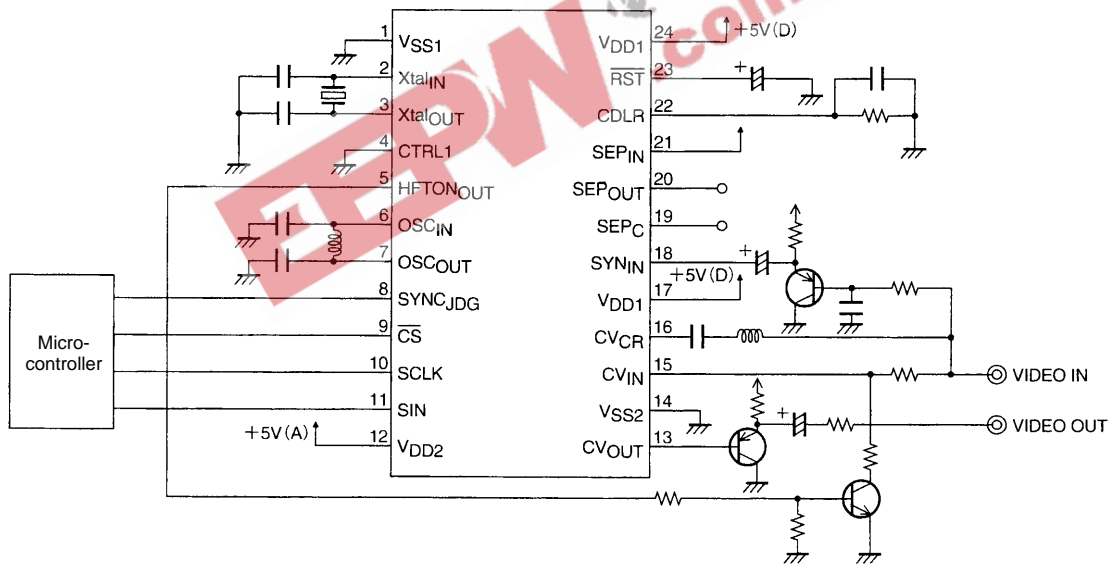 EEPW.com
Micro-
controller
1 VSS1
2 XtalIN
3 XtalOUT
4 CTRL1
5 HFTONOUT
6 OSCIN
7 OSCOUT
8 SYNCJDG
9 CS
10 SCLK
11 SIN
12 VDD2
+5V(A)
24 VDD1
+5V(D)
23 RST
+
22 CDLR
21 SEPIN
20 SEPOUT
19 SEPC
18 SYNIN
+
17 VDD1
+5V(D)
16 CVCR
15 CVIN
14 VSS2
13 CVOUT
+
VIDEO IN
VIDEO OUT